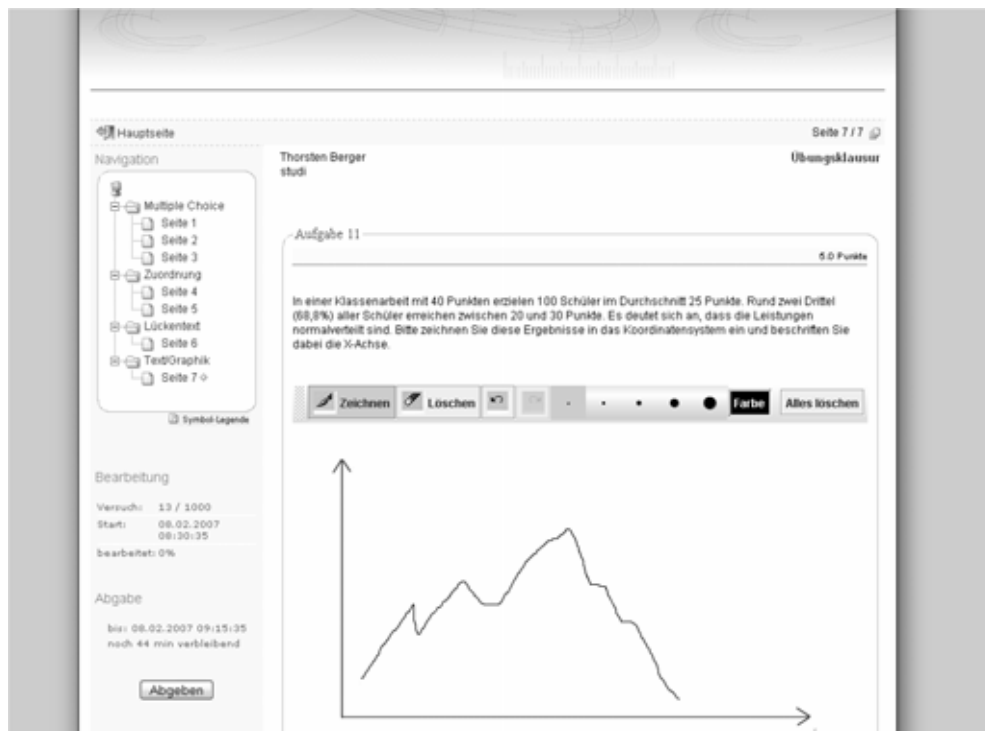 Hauptseite
Seite 7 / 7
Navigation
Multiple Choice
Seite 1
Seite 2
Seite 3
Zuordnung
Seite 4
Seite 5
Lückentext
Seite 6
Text/Graphik
Seite 7
Symbol-Legende
Bearbeitung
Versuch: 13 / 1000
Start: 08.02.2007
08:30:35
bearbeitet: 0%
Abgabe
bis: 08.02.2007 09:15:35
noch 44 min verbleibend
Abgeben
Thorsten Berger
studi
Übungsklausur
Aufgabe 11
5.0 Punkte
In einer Klassenarbeit mit 40 Punkten erzielen 100 Schüler im Durchschnitt 25 Punkte. Rund zwei Drittel
(68,8%) aller Schüler erreichen zwischen 20 und 30 Punkte. Es deutet sich an, dass die Leistungen
normalverteilt sind. Bitte zeichnen Sie diese Ergebnisse in das Koordinatensystem ein und beschriften Sie
dabei die X-Achse.
Zeichnen Löschen Farbe Alles löschen